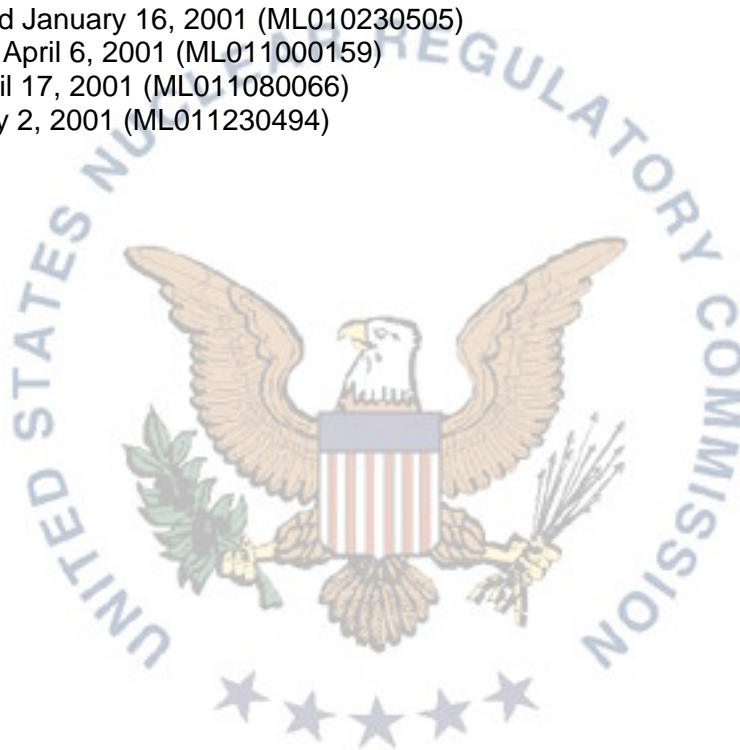 d January 16, 2001 (ML010230505)
April 6, 2001 (ML011000159)
il 17, 2001 (ML011080066)
y 2, 2001 (ML011230494)
UNITED STATES NUCLEAR REGULATORY COMMISSION